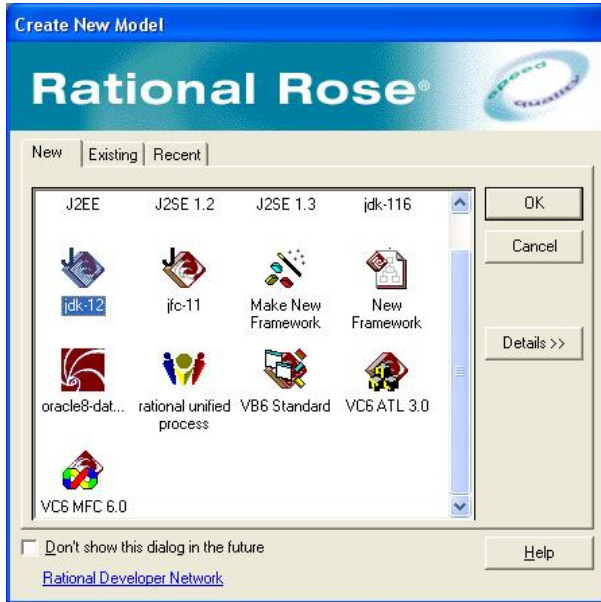 Create New Model
Rational Rose®
speed
quality
New Existing Recent
J2EE J2SE 1.2 J2SE 1.3 jdk-116
OK
Cancel
jdk-12 jfc-11 Make New Framework New Framework
Details >>
oracle8-dat... rational unified process VB6 Standard VC6 ATL 3.0
VC6 MFC 6.0
Don't show this dialog in the future
Help
Rational Developer Network